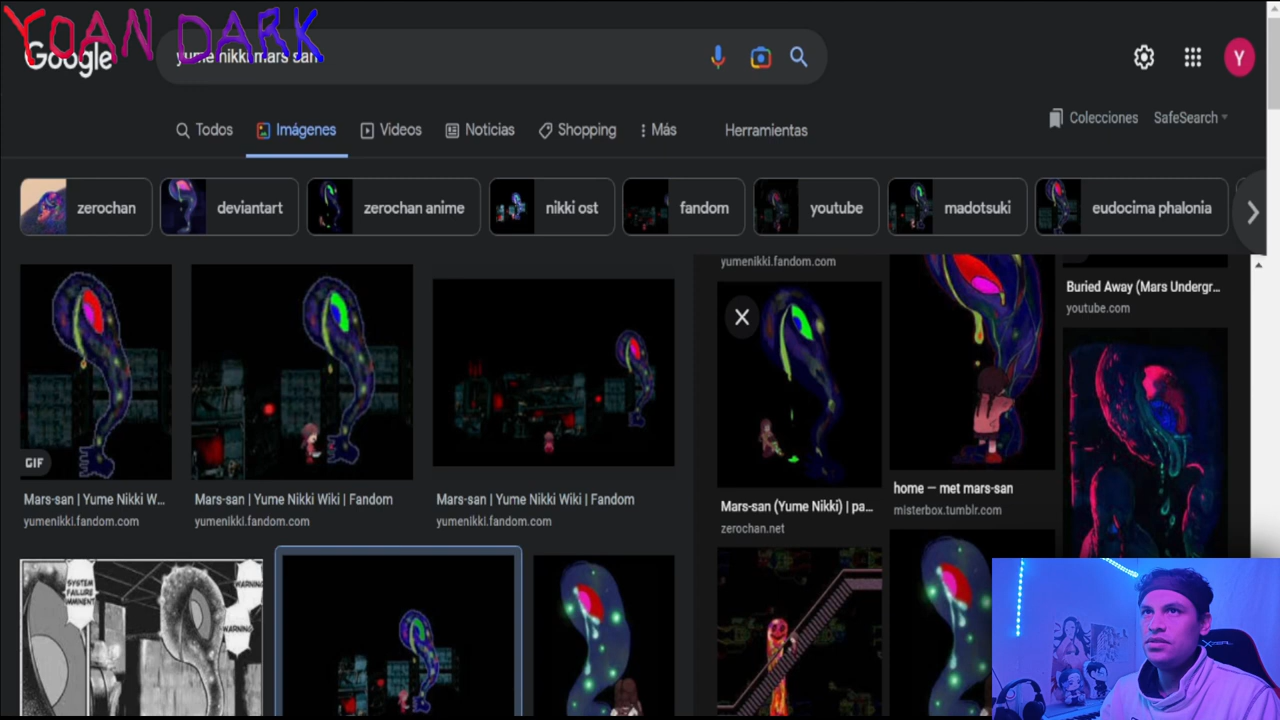 YOAN DARK
Google
yume nikki mars san
Y
Todos
Imágenes
Videos
Noticias
Shopping
Más
Herramientas
Colecciones
SafeSearch
zerochan
deviantart
zerochan anime
nikki ost
fandom
youtube
madotsuki
eudocima phalonia
GIF
Mars-san | Yume Nikki W...
yumenikki.fandom.com
Mars-san | Yume Nikki Wiki | Fandom
yumenikki.fandom.com
Mars-san | Yume Nikki Wiki | Fandom
yumenikki.fandom.com
yumenikki.fandom.com
Mars-san (Yume Nikki) | pa...
zerochan.net
home — met mars-san
misterbox.tumblr.com
Buried Away (Mars Undergr...
youtube.com
SYSTEM
FAILURE
IMMINENT
WARNING
WARNING